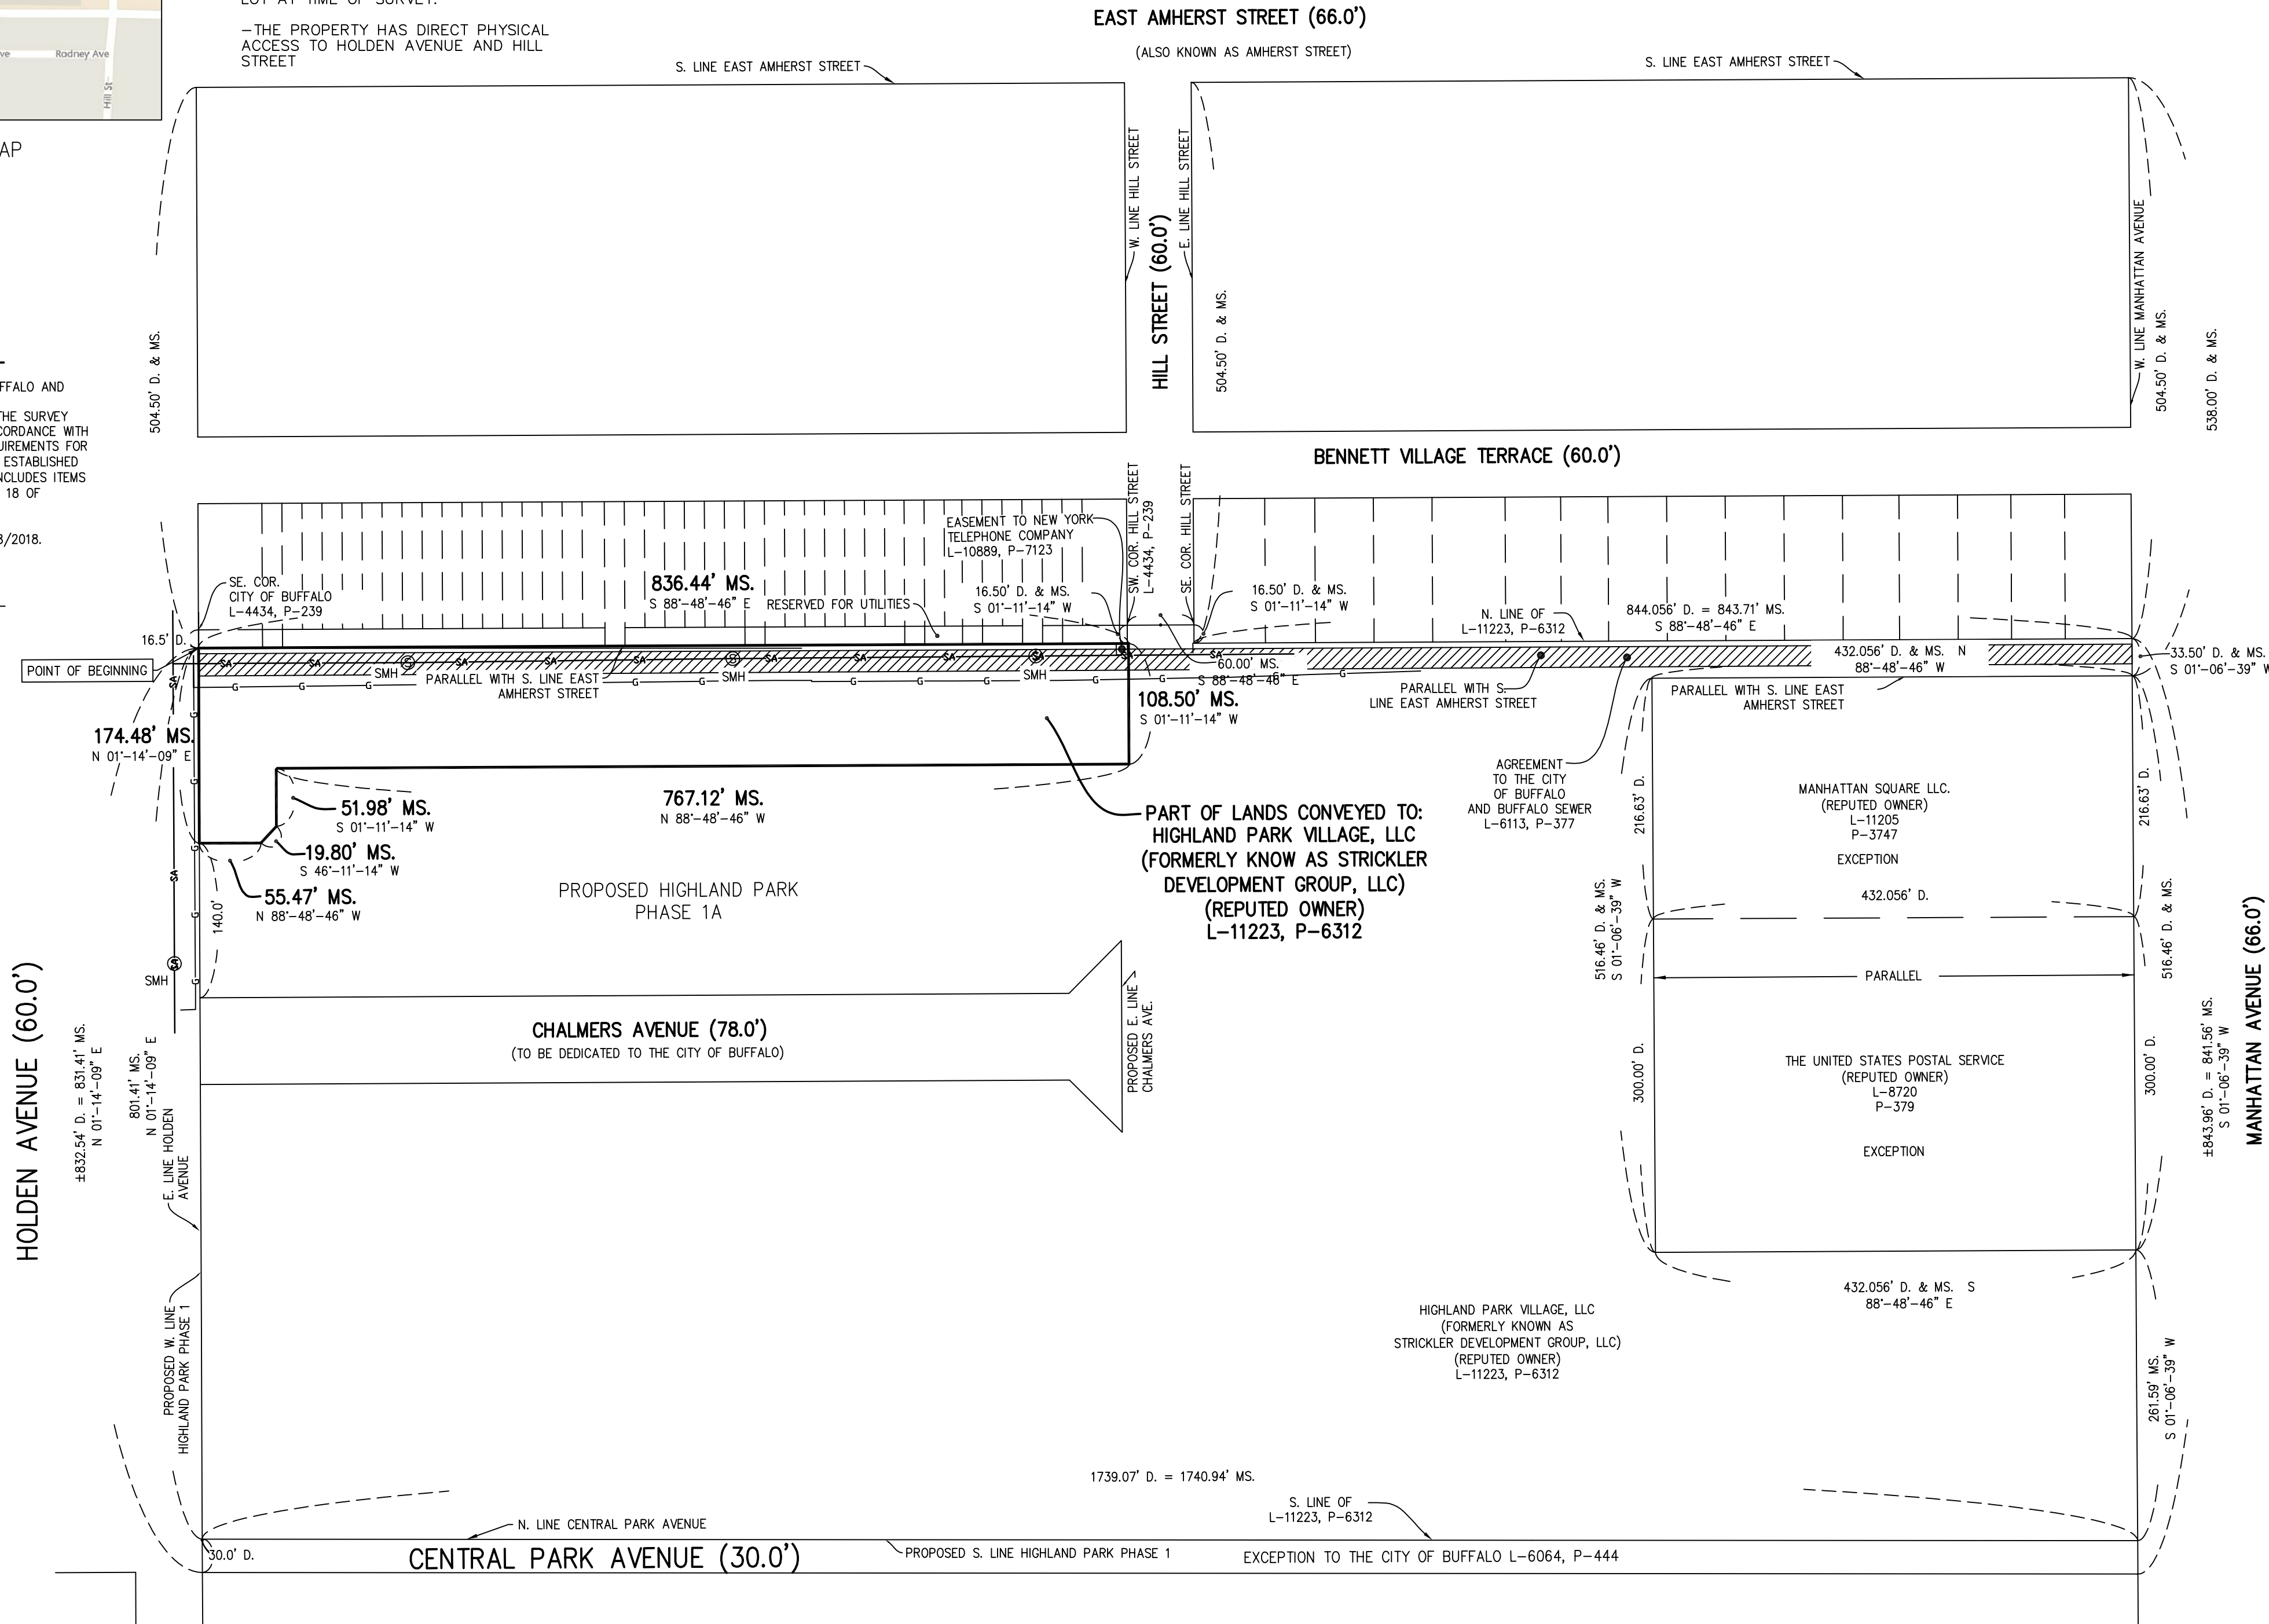 LOT AT TIME OF SURVEY.
-THE PROPERTY HAS DIRECT PHYSICAL
ACCESS TO HOLDEN AVENUE AND HILL
STREET
ve
Rodney Ave
Hill St
AP
FFALO AND
THE SURVEY
CORDANCE WITH
UIREMENTS FOR
ESTABLISHED
NCLUDES ITEMS
18 OF
3/2018.
EAST AMHERST STREET (66.0')
(ALSO KNOWN AS AMHERST STREET)
S. LINE EAST AMHERST STREET
S. LINE EAST AMHERST STREET
504.50' D. & MS.
W. LINE HILL STREET
HILL STREET (60.0')
E. LINE HILL STREET
504.50' D. & MS.
W. LINE MANHATTAN AVENUE
504.50' D. & MS.
538.00' D. & MS.
BENNETT VILLAGE TERRACE (60.0')
SW. COR. HILL STREET
L-4434, P-239
SE. COR. HILL STREET
EASEMENT TO NEW YORK
TELEPHONE COMPANY
L-10889, P-7123
SE. COR.
CITY OF BUFFALO
L-4434, P-239
836.44' MS.
S 88°-48'-46" E
RESERVED FOR UTILITIES
16.50' D. & MS.
S 01°-11'-14" W
16.50' D. & MS.
S 01°-11'-14" W
N. LINE OF
L-11223, P-6312
844.056' D. = 843.71' MS.
S 88°-48'-46" E
16.5' D.
POINT OF BEGINNING
SA
SA
SA
SA
SA
SA
SA
SA
SA
SA
SMH
SMH
SMH
PARALLEL WITH S. LINE EAST
AMHERST STREET
G
G
G
G
G
G
G
G
G
G
G
G
60.00' MS.
S 88°-48'-46" E
432.056' D. & MS. N
88°-48'-46" W
33.50' D. & MS.
S 01°-06'-39" W
PARALLEL WITH S.
LINE EAST AMHERST STREET
PARALLEL WITH S. LINE EAST
AMHERST STREET
108.50' MS.
S 01°-11'-14" W
174.48' MS.
N 01°-14'-09" E
51.98' MS.
S 01°-11'-14" W
19.80' MS.
S 46°-11'-14" W
55.47' MS.
N 88°-48'-46" W
767.12' MS.
N 88°-48'-46" W
PROPOSED HIGHLAND PARK
PHASE 1A
PART OF LANDS CONVEYED TO:
HIGHLAND PARK VILLAGE, LLC
(FORMERLY KNOW AS STRICKLER
DEVELOPMENT GROUP, LLC)
(REPUTED OWNER)
L-11223, P-6312
AGREEMENT
TO THE CITY
OF BUFFALO
AND BUFFALO SEWER
L-6113, P-377
216.63' D.
MANHATTAN SQUARE LLC.
(REPUTED OWNER)
L-11205
P-3747
EXCEPTION
216.63' D.
432.056' D.
516.46' D. & MS.
S 01°-06'-39" W
516.46' D. & MS.
PARALLEL
140.0'
SA
SA
SA
SMH
G
G
G
G
G
CHALMERS AVENUE (78.0')
(TO BE DEDICATED TO THE CITY OF BUFFALO)
PROPOSED E. LINE
CHALMERS AVE.
300.00' D.
THE UNITED STATES POSTAL SERVICE
(REPUTED OWNER)
L-8720
P-379
EXCEPTION
300.00' D.
HOLDEN AVENUE (60.0')
±832.54' D. = 831.41' MS.
N 01°-14'-09" E
801.41' MS.
N 01°-14'-09" E
E. LINE HOLDEN
AVENUE
PROPOSED W. LINE
HIGHLAND PARK PHASE 1
±843.96' D. = 841.56' MS.
S 01°-06'-39" W
MANHATTAN AVENUE (66.0')
432.056' D. & MS. S
88°-48'-46" E
HIGHLAND PARK VILLAGE, LLC
(FORMERLY KNOWN AS
STRICKLER DEVELOPMENT GROUP, LLC)
(REPUTED OWNER)
L-11223, P-6312
261.59' MS.
S 01°-06'-39" W
1739.07' D. = 1740.94' MS.
S. LINE OF
L-11223, P-6312
N. LINE CENTRAL PARK AVENUE
30.0' D.
CENTRAL PARK AVENUE (30.0')
PROPOSED S. LINE HIGHLAND PARK PHASE 1
EXCEPTION TO THE CITY OF BUFFALO L-6064, P-444